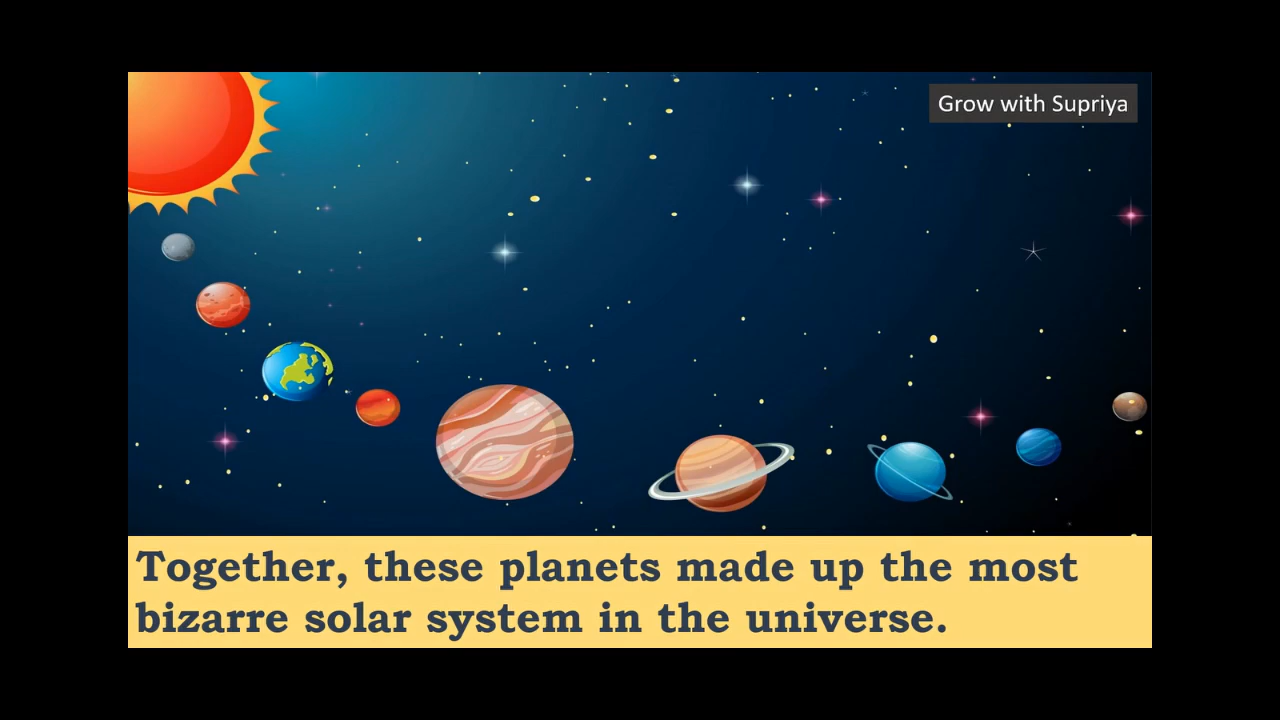 Grow with Supriya
Together, these planets made up the most
bizarre solar system in the universe.